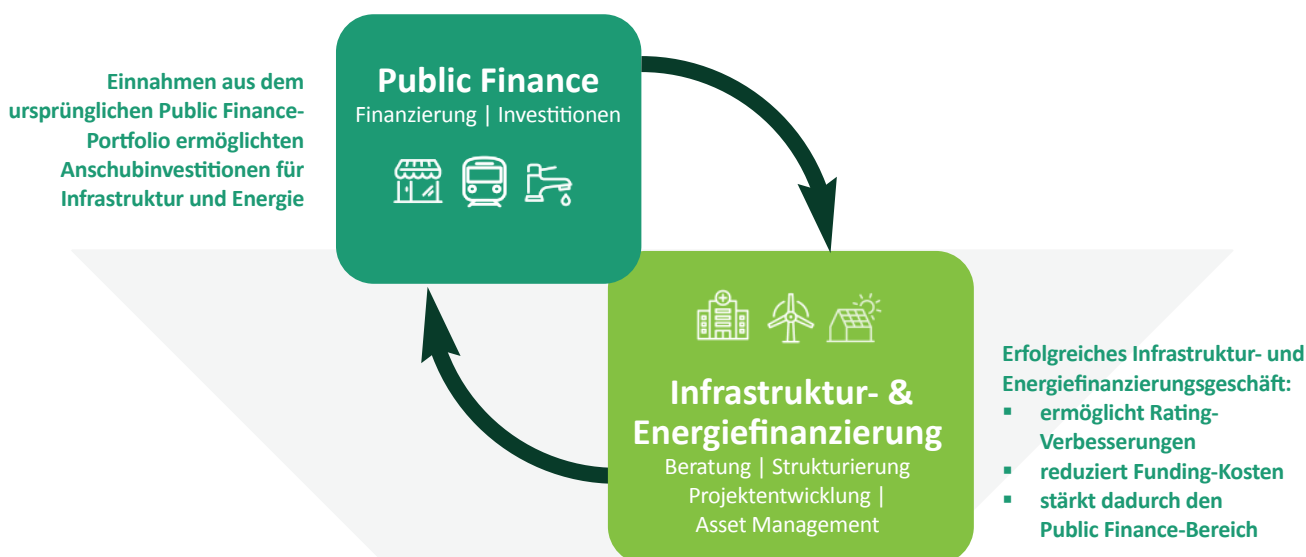 Einnahmen aus dem
ursprünglichen Public Finance-
Portfolio ermöglichten
Anschubinvestitionen für
Infrastruktur und Energie
Public Finance
Finanzierung | Investitionen
Infrastruktur- &
Energiefinanzierung
Beratung | Strukturierung
Projektentwicklung |
Asset Management
Erfolgreiches Infrastruktur- und
Energiefinanzierungsgeschäft:
▪ ermöglicht Rating-
Verbesserungen
▪ reduziert Funding-Kosten
▪ stärkt dadurch den
Public Finance-Bereich